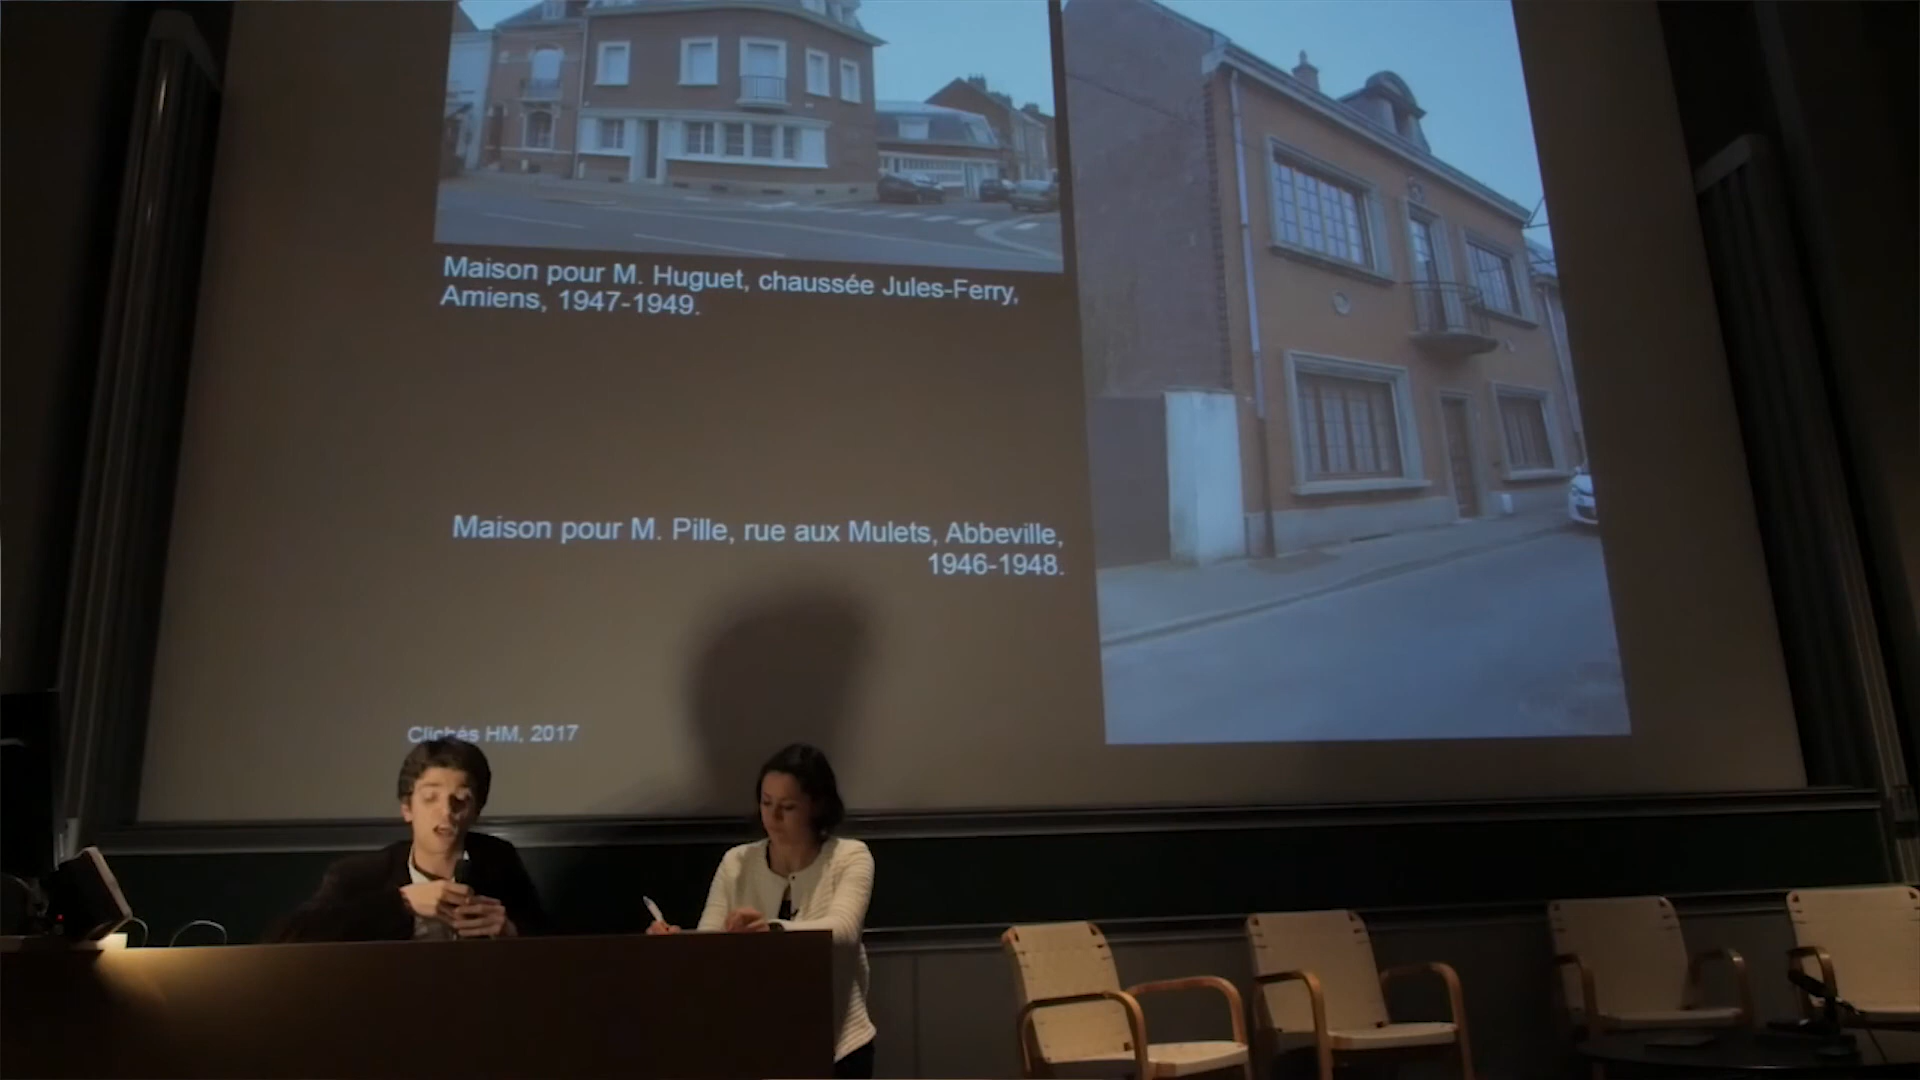 Maison pour M. Huguet, chaussée Jules-Ferry,
Amiens, 1947-1949.
Maison pour M. Pille, rue aux Mulets, Abbeville,
1946-1948.
Clichés HM, 2017